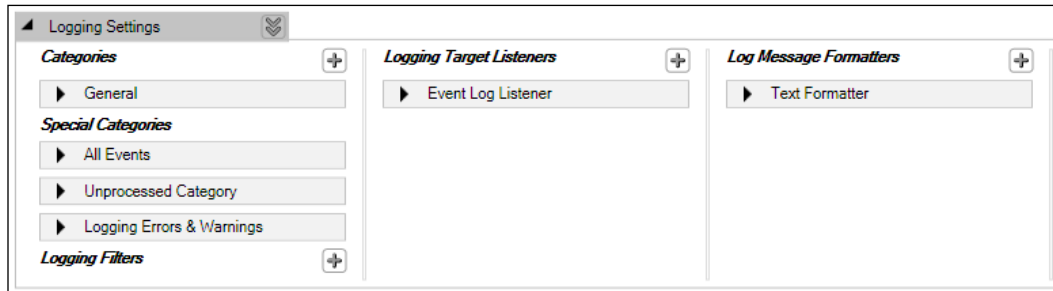 Logging Settings
Categories
General
Special Categories
All Events
Unprocessed Category
Logging Errors & Warnings
Logging Filters
Logging Target Listeners
Event Log Listener
Log Message Formatters
Text Formatter